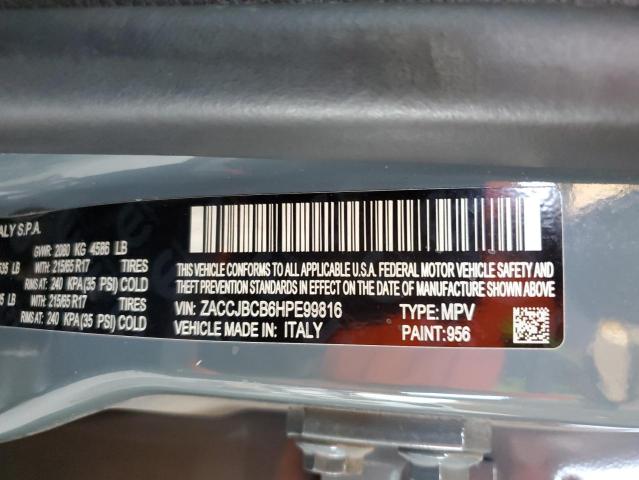 ALY S.P.A.
GWR: 2080 KG 4586 LB
35 LB WITH: 215/65 R17 TIRES
RIMS AT: 240 KPA (35 PSI) COLD
5 LB WITH: 215/65 R17 TIRES
RIMS AT: 240 KPA (35 PSI) COLD
THIS VEHICLE CONFORMS TO ALL APPLICABLE U.S.A. FEDERAL MOTOR VEHICLE SAFETY AND
THEFT PREVENTION STANDARDS IN EFFECT ON THE DATE OF MANUFACTURE SHOWN ABOVE.
VIN: ZACCJBCB6HPE99816 TYPE: MPV
VEHICLE MADE IN: ITALY PAINT: 956